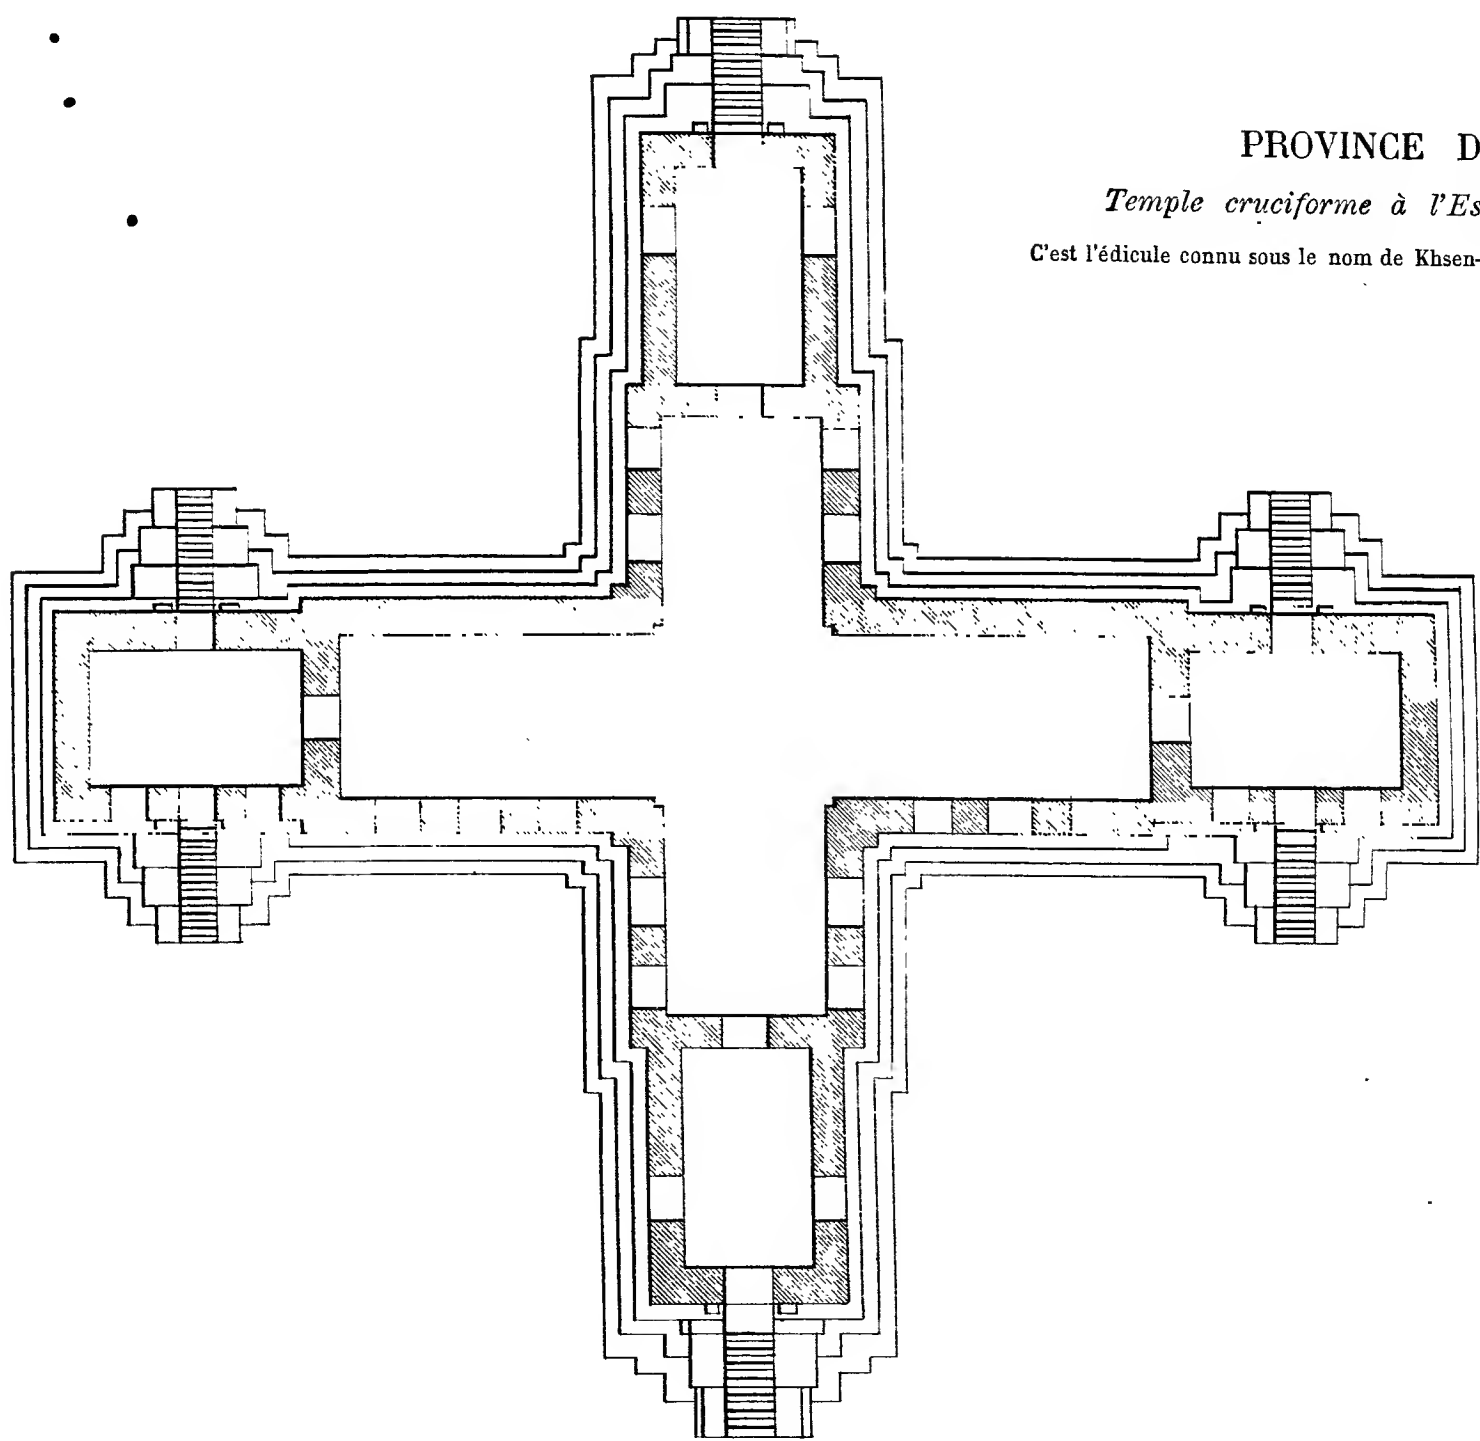 PROVINCE D
Temple cruciforme à l'Es
C'est l'édicule connu sous le nom de Khsen-